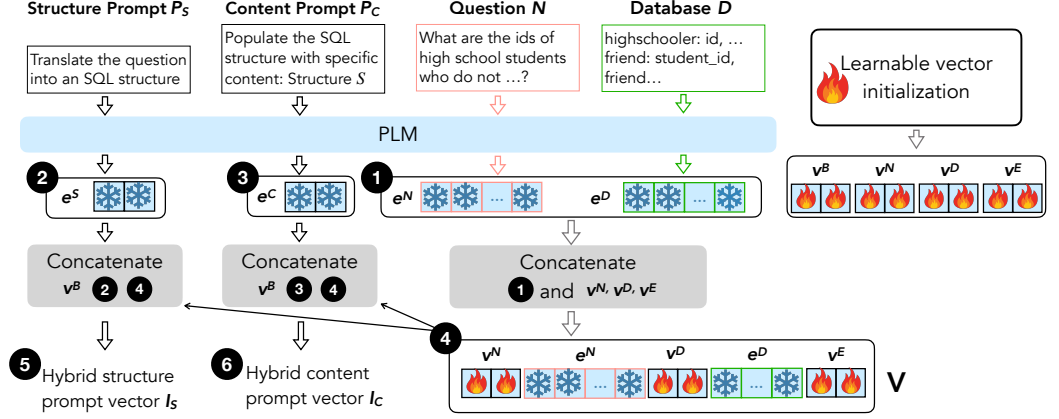 Structure Prompt P_S
Content Prompt P_C
Question N
Database D
Translate the question
into an SQL structure
Populate the SQL
structure with specific
content: Structure S
What are the ids of
high school students
who do not ...?
highschooler: id, ...
friend: student_id,
friend...
Learnable vector
initialization
PLM
2
e^S
3
e^C
1
e^N
...
e^D
...
v^B v^N v^D v^E
Concatenate
v^B 2 4
Concatenate
v^B 3 4
Concatenate
1 and v^N, v^D, v^E
5
Hybrid structure
prompt vector I_S
6
Hybrid content
prompt vector I_C
4
v^N e^N v^D e^D v^E
... ...
V